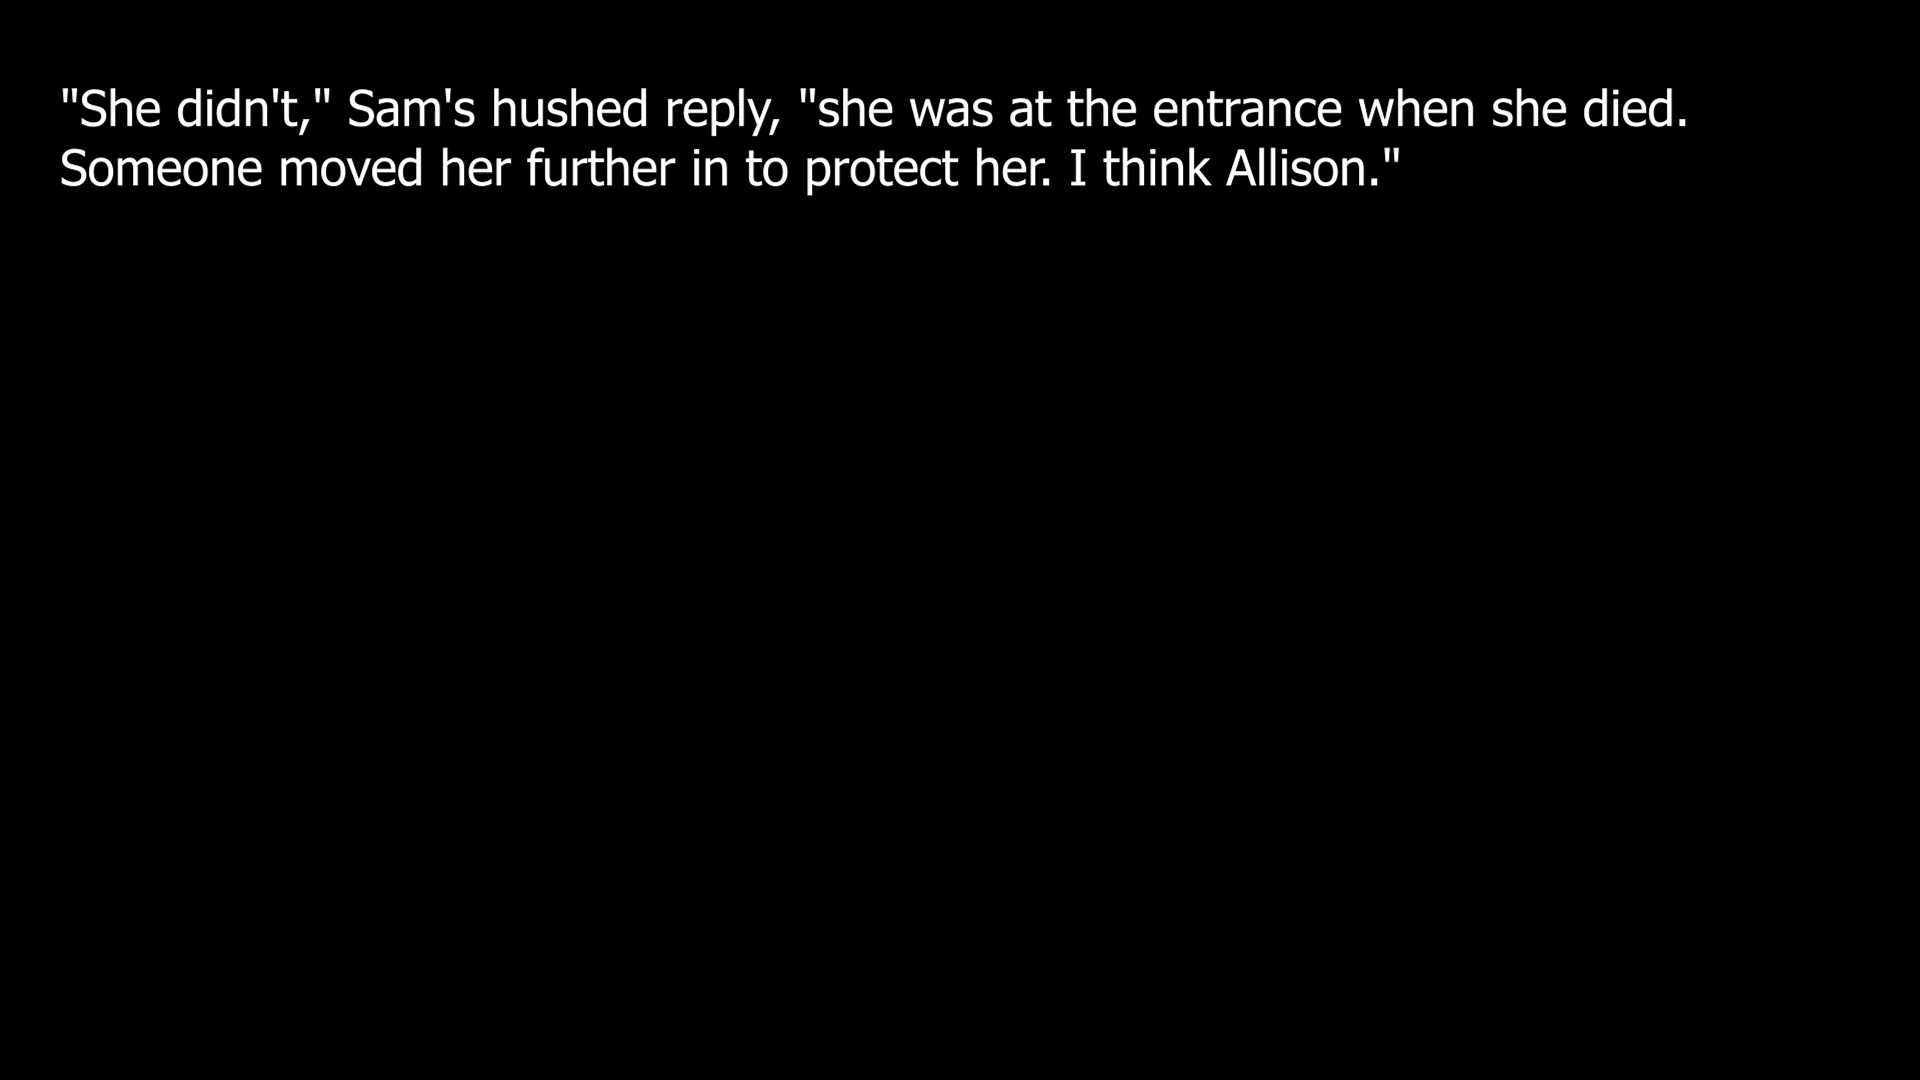 "She didn't," Sam's hushed reply, "she was at the entrance when she died.
Someone moved her further in to protect her. I think Allison."